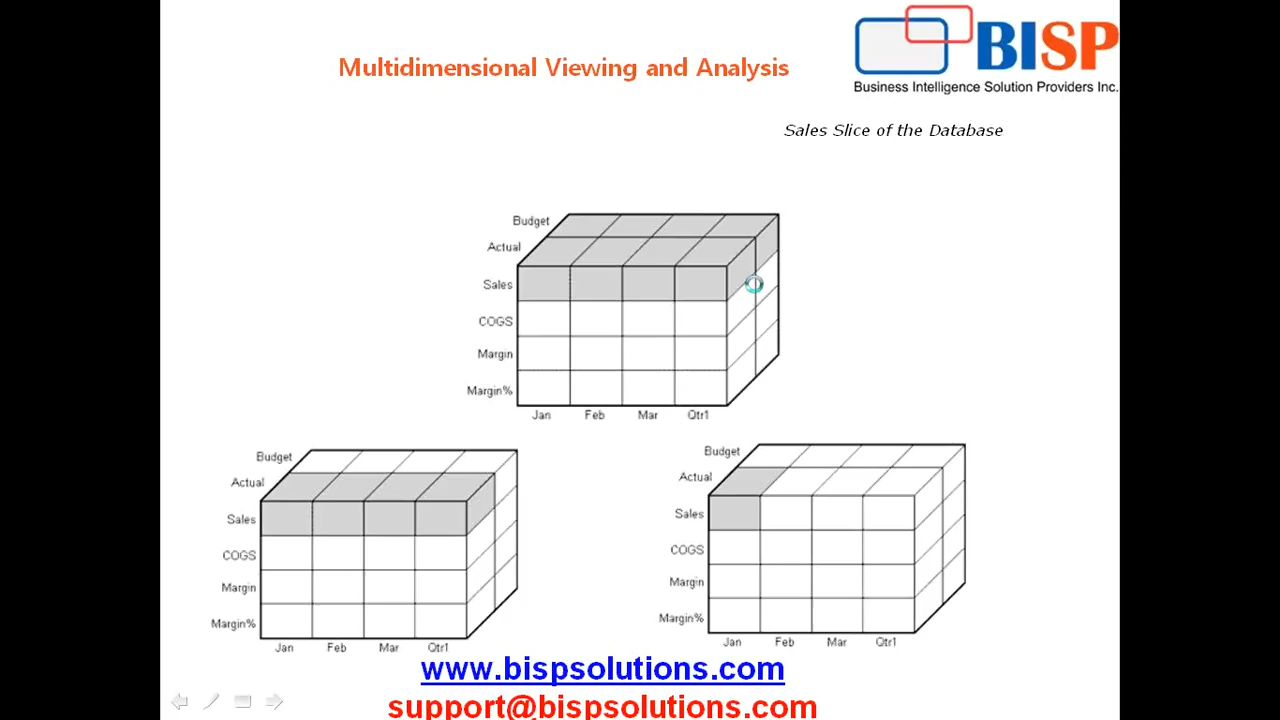 BISP
Business Intelligence Solution Providers Inc.
Multidimensional Viewing and Analysis
Sales Slice of the Database
Budget
Actual
Sales
COGS
Margin
Margin%
Jan Feb Mar Qtr1
Budget
Actual
Sales
COGS
Margin
Margin%
Jan Feb Mar Qtr1
Budget
Actual
Sales
COGS
Margin
Margin%
Jan Feb Mar Qtr1
www.bispsolutions.com
support@bispsolutions.com